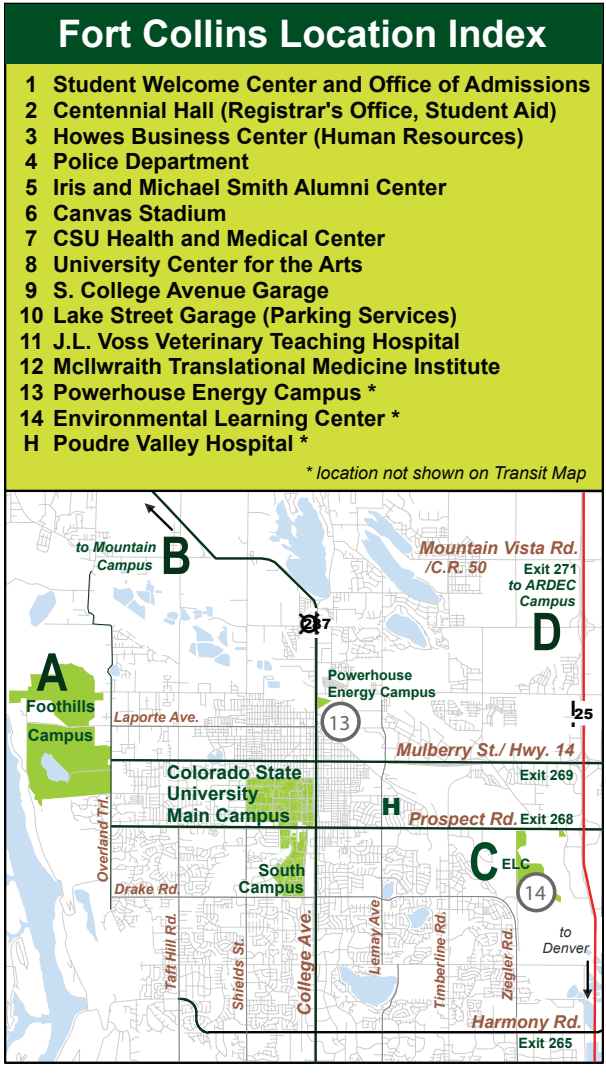 Fort Collins Location Index
1 Student Welcome Center and Office of Admissions
2 Centennial Hall (Registrar's Office, Student Aid)
3 Howes Business Center (Human Resources)
4 Police Department
5 Iris and Michael Smith Alumni Center
6 Canvas Stadium
7 CSU Health and Medical Center
8 University Center for the Arts
9 S. College Avenue Garage
10 Lake Street Garage (Parking Services)
11 J.L. Voss Veterinary Teaching Hospital
12 McIlwraith Translational Medicine Institute
13 Powerhouse Energy Campus *
14 Environmental Learning Center *
H Poudre Valley Hospital *
* location not shown on Transit Map
to Mountain
Campus
B
Mountain Vista Rd.
/C.R. 50
Exit 271
to ARDEC
Campus
D
287
A
Foothills
Campus
Powerhouse
Energy Campus
13
25
Laporte Ave.
Mulberry St./ Hwy. 14
Exit 269
Colorado State
University
Main Campus
H
Prospect Rd.
Exit 268
Overland Trl.
South
Campus
C
ELC
14
Drake Rd.
to
Denver
Taft Hill Rd.
Shields St.
College Ave.
Lemay Ave.
Timberline Rd.
Ziegler Rd.
Harmony Rd.
Exit 265